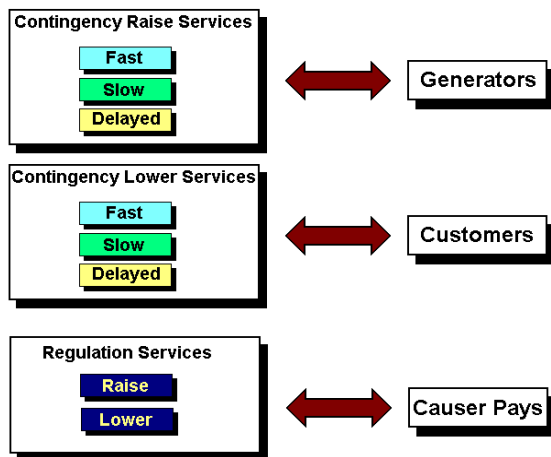 Contingency Raise Services
Fast
Slow
Delayed
Generators
Contingency Lower Services
Fast
Slow
Delayed
Customers
Regulation Services
Raise
Lower
Causer Pays